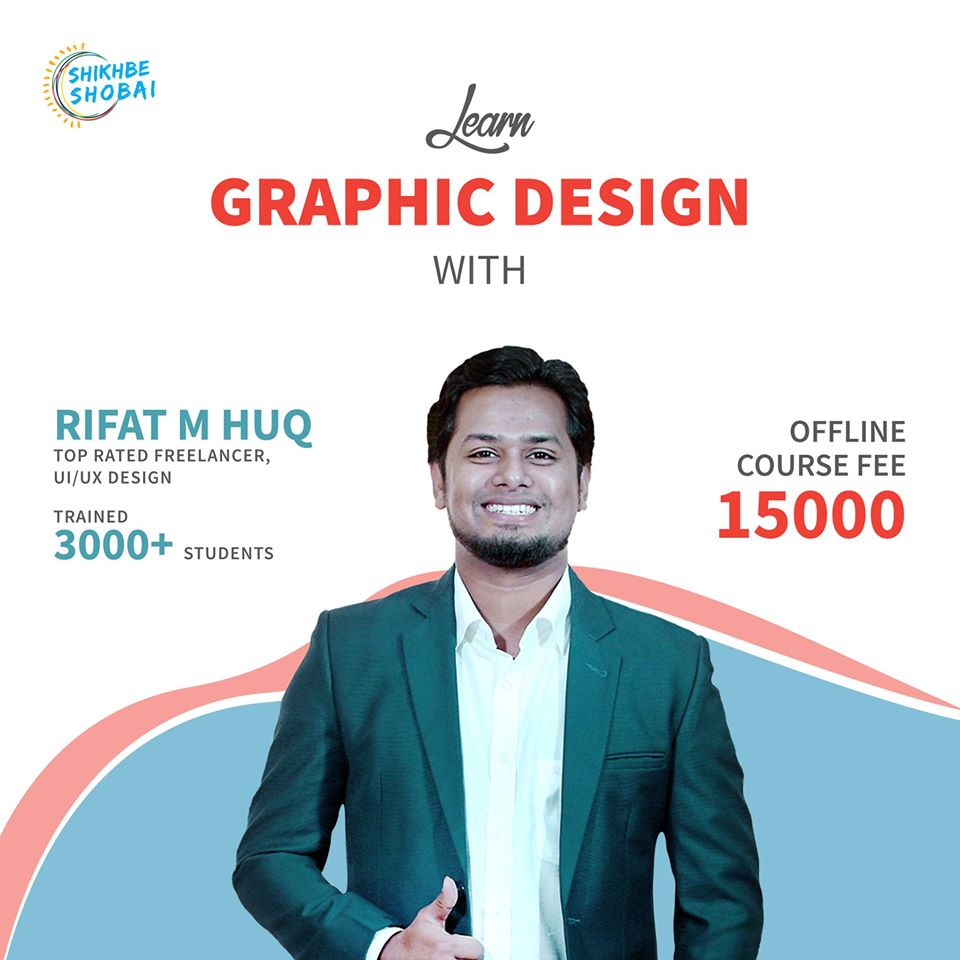 SHIKHBE
SHOBAI
Learn
GRAPHIC DESIGN
WITH
RIFAT M HUQ
TOP RATED FREELANCER,
UI/UX DESIGN
TRAINED
3000+ STUDENTS
OFFLINE
COURSE FEE
15000